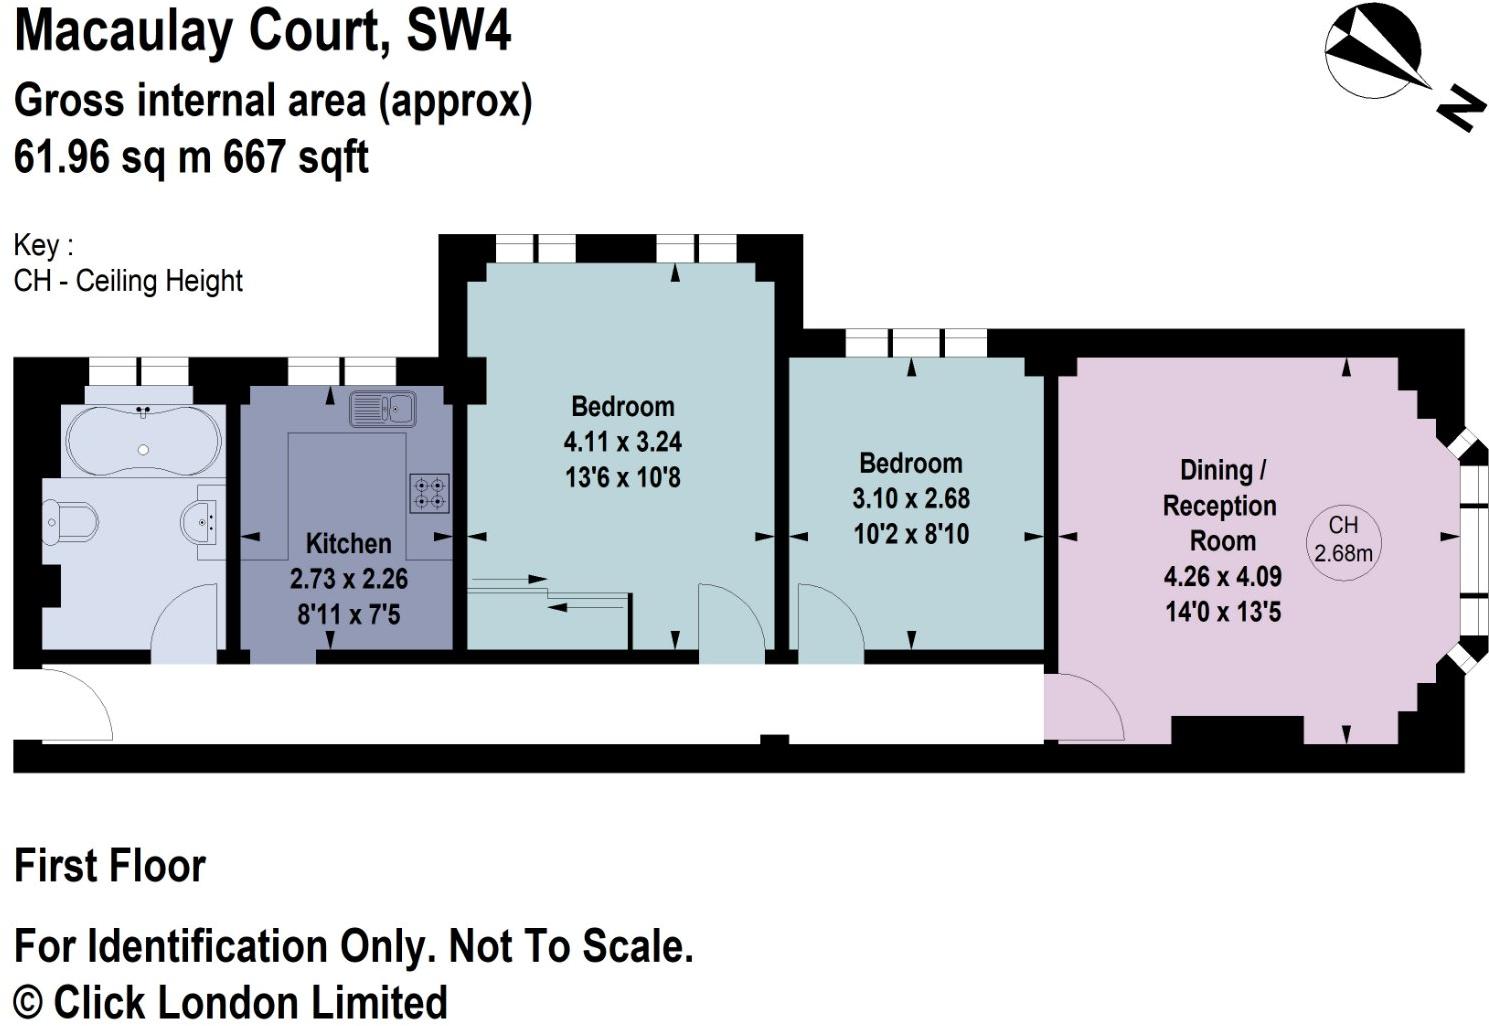 Macaulay Court, SW4
Gross internal area (approx)
61.96 sq m 667 sqft
N
Key :
CH - Ceiling Height
Bedroom
4.11 x 3.24
13'6 x 10'8
Bedroom
3.10 x 2.68
10'2 x 8'10
Dining /
Reception
Room
4.26 x 4.09
14'0 x 13'5
CH
2.68m
Kitchen
2.73 x 2.26
8'11 x 7'5
First Floor
For Identification Only. Not To Scale.
© Click London Limited